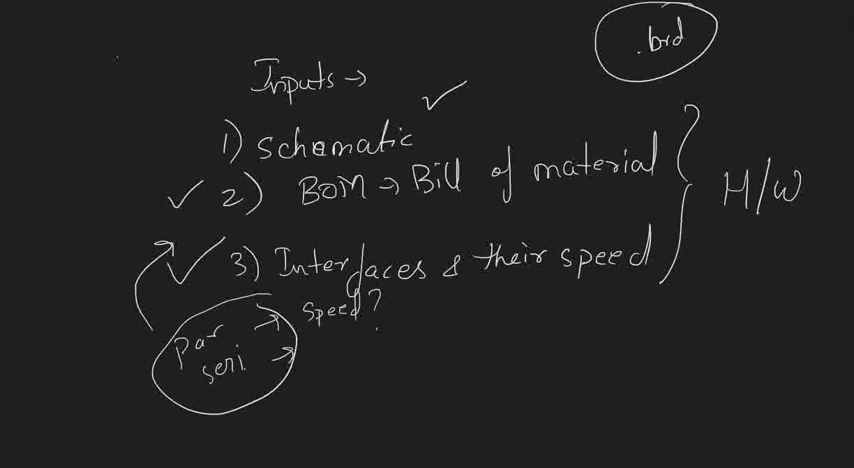 .brd
Inputs →
1) Schematic
2) BOM → Bill of material
H/W
3) Interfaces & their speed
Speed?
Par →
seri. →